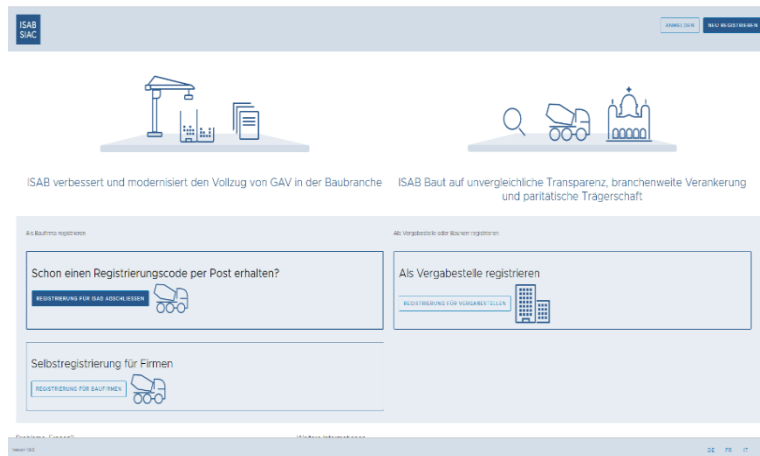 ISAB
SIAC
ANMELDEN
NEU REGISTRIEREN
ISAB verbessert und modernisiert den Vollzug von GAV in der Baubranche
ISAB Baut auf unvergleichliche Transparenz, branchenweite Verankerung
und paritätische Trägerschaft
Als Baufirma registrieren
Als Vergabestelle oder Bauherr registrieren
Schon einen Registrierungscode per Post erhalten?
REGISTRIERUNG FÜR ISAB ABSCHLIESSEN
Als Vergabestelle registrieren
REGISTRIERUNG FÜR VERGABESTELLEN
Selbstregistrierung für Firmen
REGISTRIERUNG FÜR BAUFIRMEN
DE FR IT